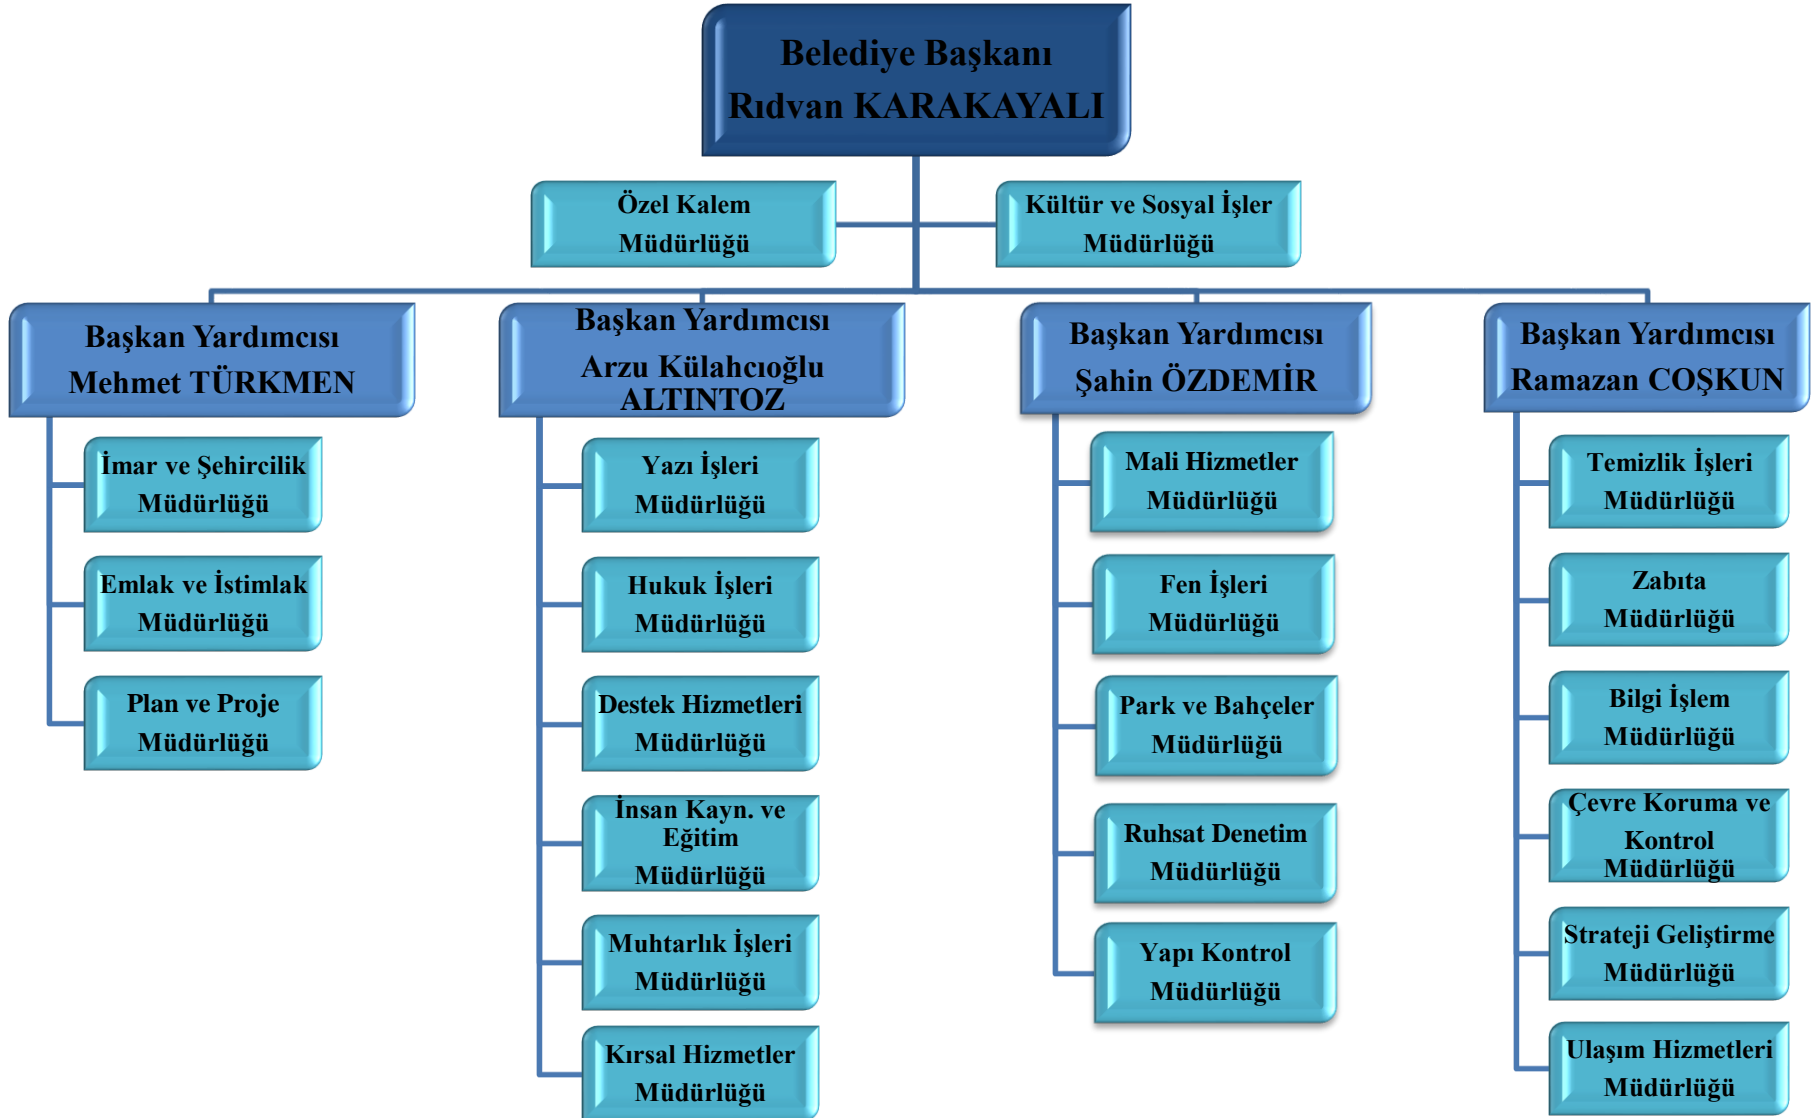 Belediye Başkanı
Rıdvan KARAKAYALI
Özel Kalem
Müdürlüğü
Kültür ve Sosyal İşler
Müdürlüğü
Başkan Yardımcısı
Mehmet TÜRKMEN
İmar ve Şehircilik
Müdürlüğü
Emlak ve İstimlak
Müdürlüğü
Plan ve Proje
Müdürlüğü
Başkan Yardımcısı
Arzu Külahcıoğlu
ALTINTOZ
Yazı İşleri
Müdürlüğü
Hukuk İşleri
Müdürlüğü
Destek Hizmetleri
Müdürlüğü
İnsan Kayn. ve
Eğitim
Müdürlüğü
Muhtarlık İşleri
Müdürlüğü
Kırsal Hizmetler
Müdürlüğü
Başkan Yardımcısı
Şahin ÖZDEMİR
Mali Hizmetler
Müdürlüğü
Fen İşleri
Müdürlüğü
Park ve Bahçeler
Müdürlüğü
Ruhsat Denetim
Müdürlüğü
Yapı Kontrol
Müdürlüğü
Başkan Yardımcısı
Ramazan COŞKUN
Temizlik İşleri
Müdürlüğü
Zabıta
Müdürlüğü
Bilgi İşlem
Müdürlüğü
Çevre Koruma ve
Kontrol
Müdürlüğü
Strateji Geliştirme
Müdürlüğü
Ulaşım Hizmetleri
Müdürlüğü